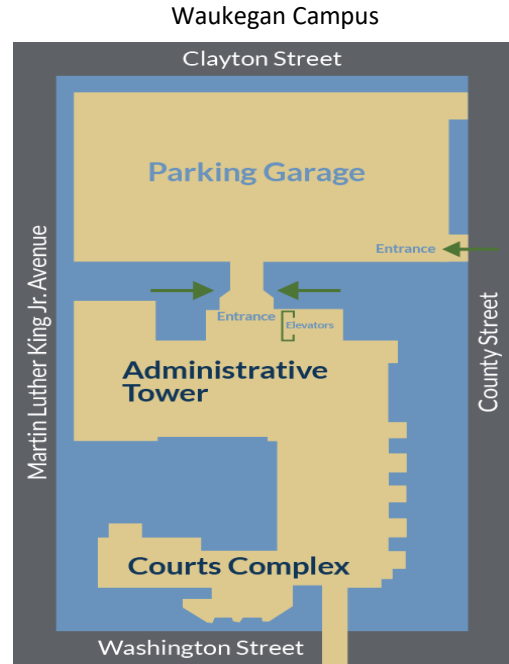 Waukegan Campus
Clayton Street
Parking Garage
Martin Luther King Jr. Avenue
Entrance
Entrance
Elevators
Administrative
Tower
County Street
Courts Complex
Washington Street